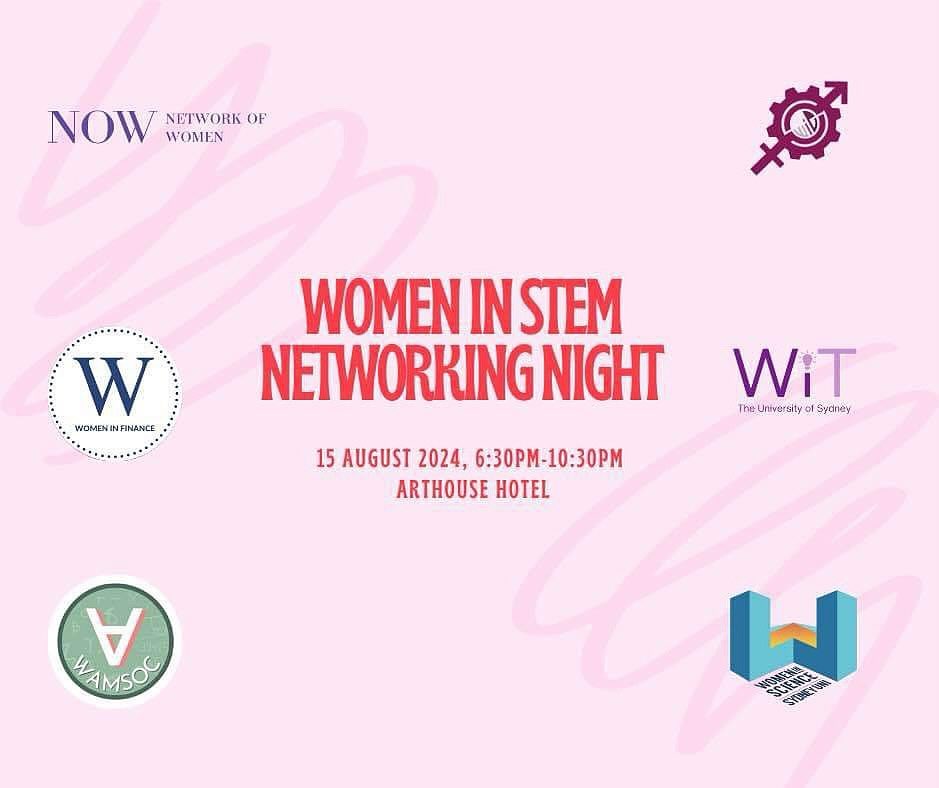 NOW NETWORK OF
WOMEN
WOMEN IN STEM
NETWORKING NIGHT
W
WOMEN IN FINANCE
WiT
The University of Sydney
15 AUGUST 2024, 6:30PM-10:30PM
ARTHOUSE HOTEL
WAMSOC
WOMEN IN
SCIENCE
SYDNEY UNI